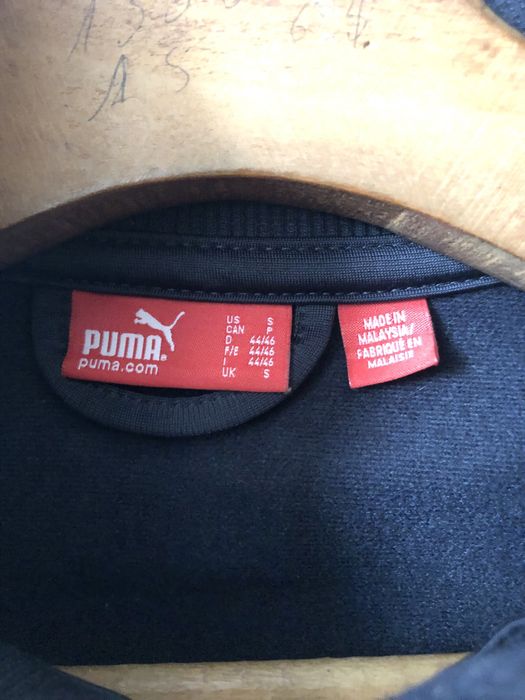 PUMA
puma.com
US S
CAN P
D 44/46
F/E 44/46
I 44/46
UK S
MADE IN
MALAYSIA/
FABRIQUÉ EN
MALAISIE